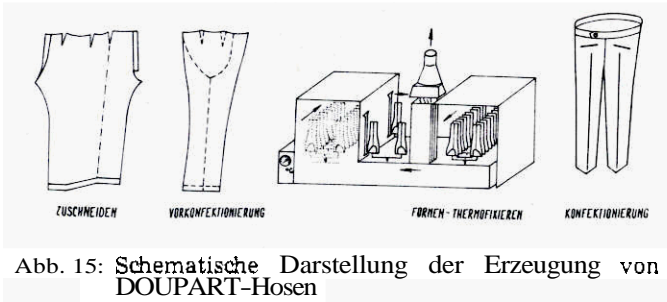 ZUSCHNEIDEN VORKONFEKTIONIERUNG FORMEN-THERMOFIXIEREN KONFEKTIONIERUNG
Abb. 15: Schematische Darstellung der Erzeugung von
DOUPART-Hosen